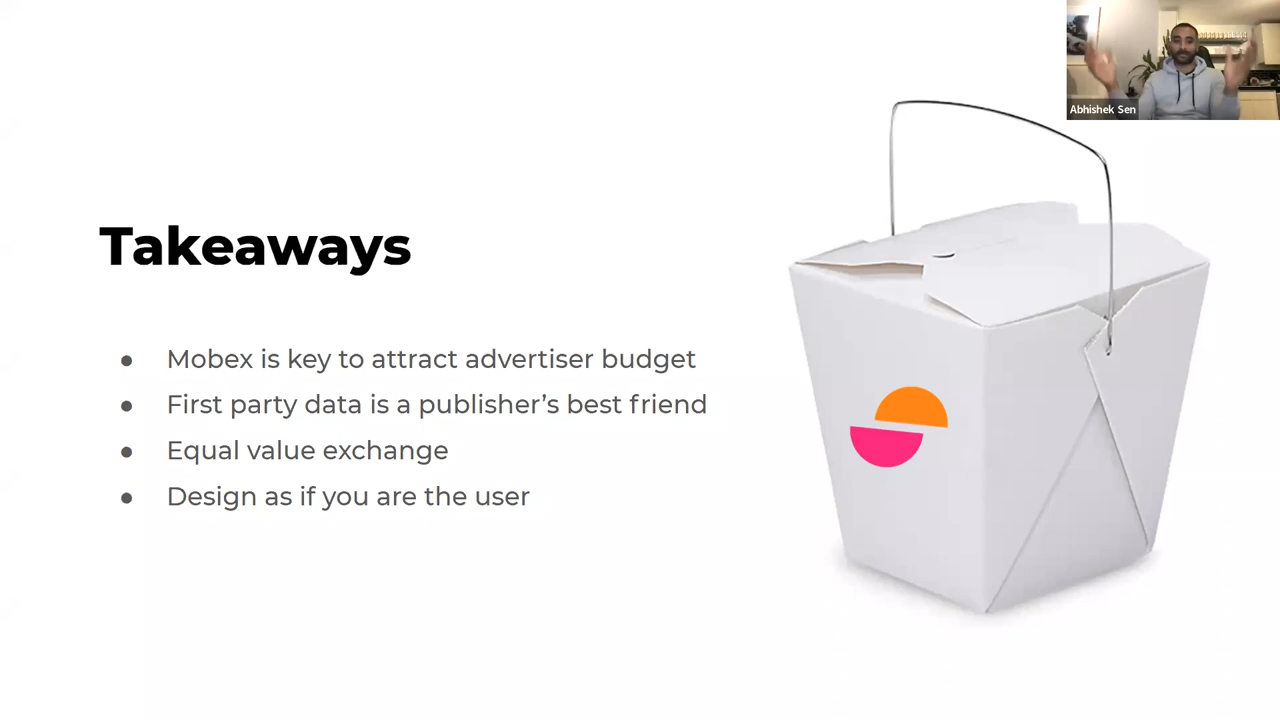 Abhishek Sen
Takeaways
● Mobex is key to attract advertiser budget
● First party data is a publisher’s best friend
● Equal value exchange
● Design as if you are the user